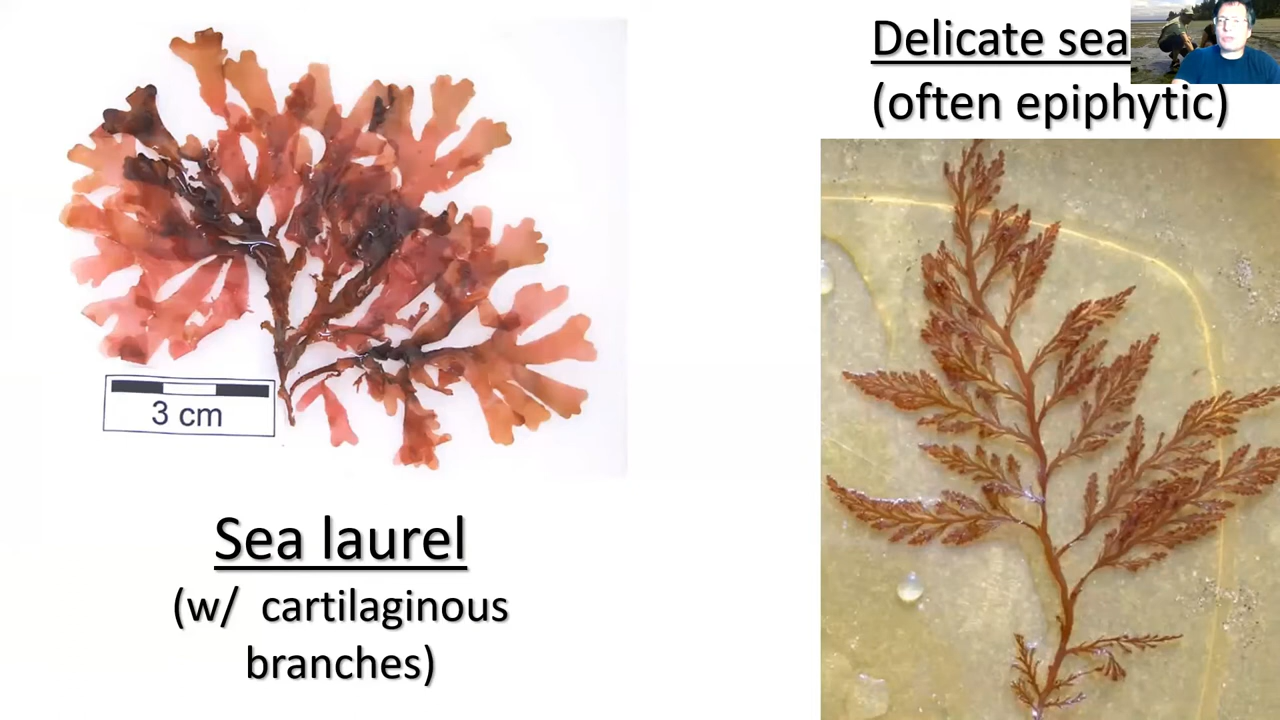 Delicate sea
(often epiphytic)
3 cm
Sea laurel
(w/ cartilaginous
branches)